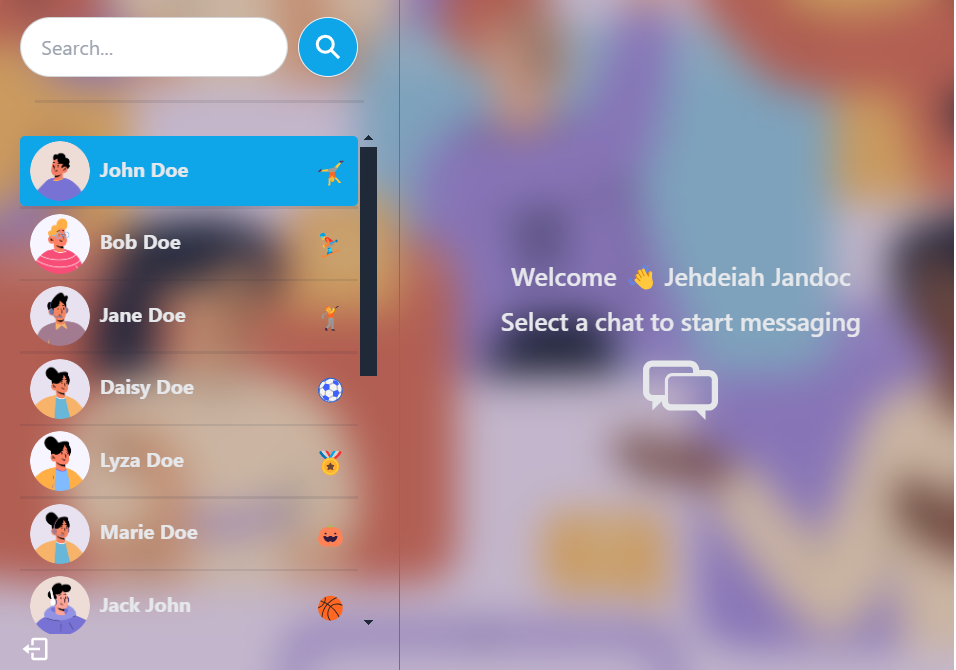 Search...
John Doe
Bob Doe
Jane Doe
Daisy Doe
Lyza Doe
Marie Doe
Jack John
Welcome 👋 Jehdeiah Jandoc
Select a chat to start messaging